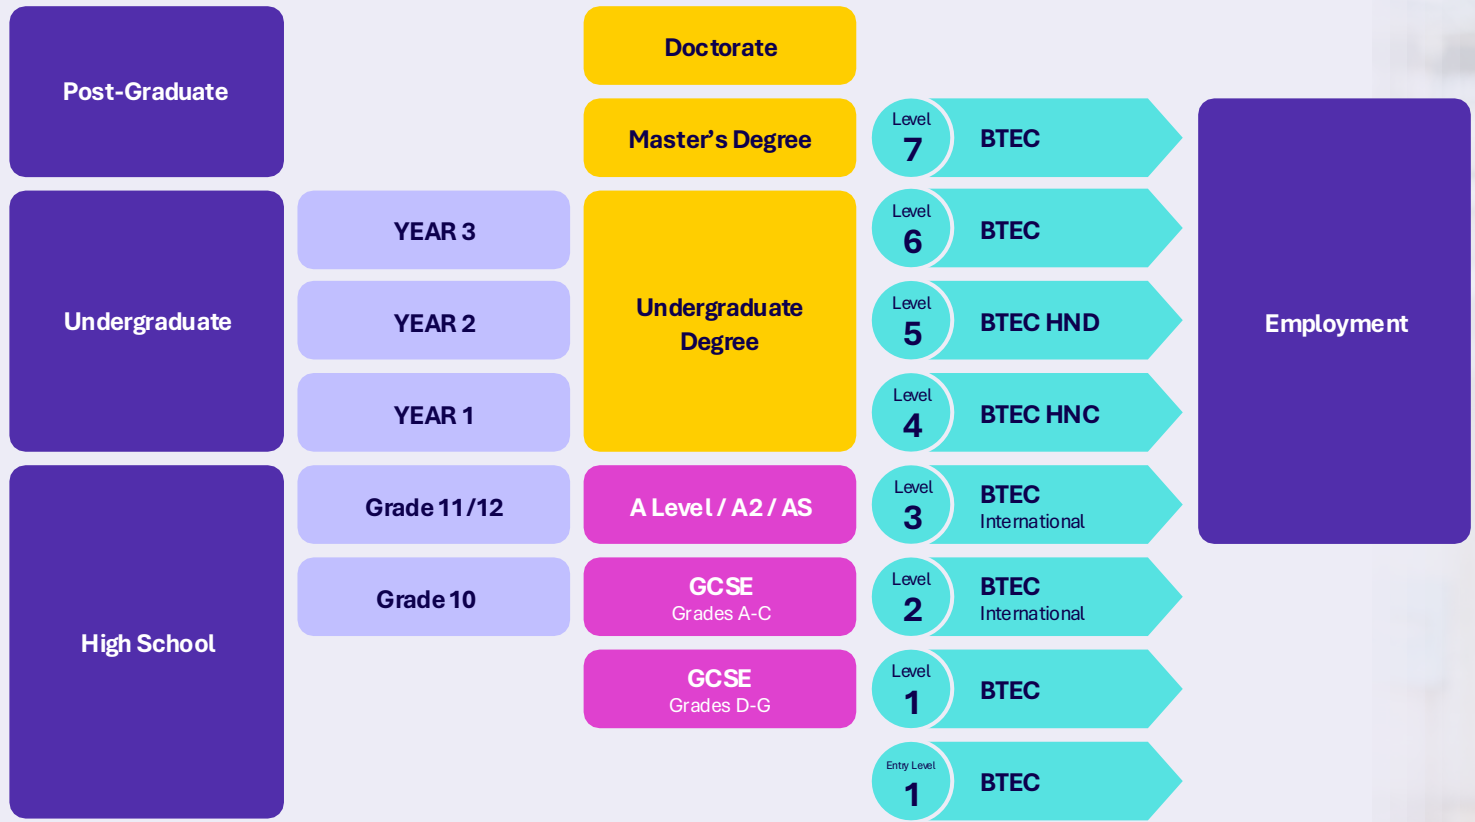 Post-Graduate
Doctorate
Master's Degree
Level
7
BTEC
Undergraduate
YEAR 3
YEAR 2
YEAR 1
Undergraduate
Degree
Level
6
BTEC
Level
5
BTEC HND
Level
4
BTEC HNC
Employment
High School
Grade 11/12
A Level / A2 / AS
Level
3
BTEC
International
Grade 10
GCSE
Grades A-C
Level
2
BTEC
International
GCSE
Grades D-G
Level
1
BTEC
Entry Level
1
BTEC